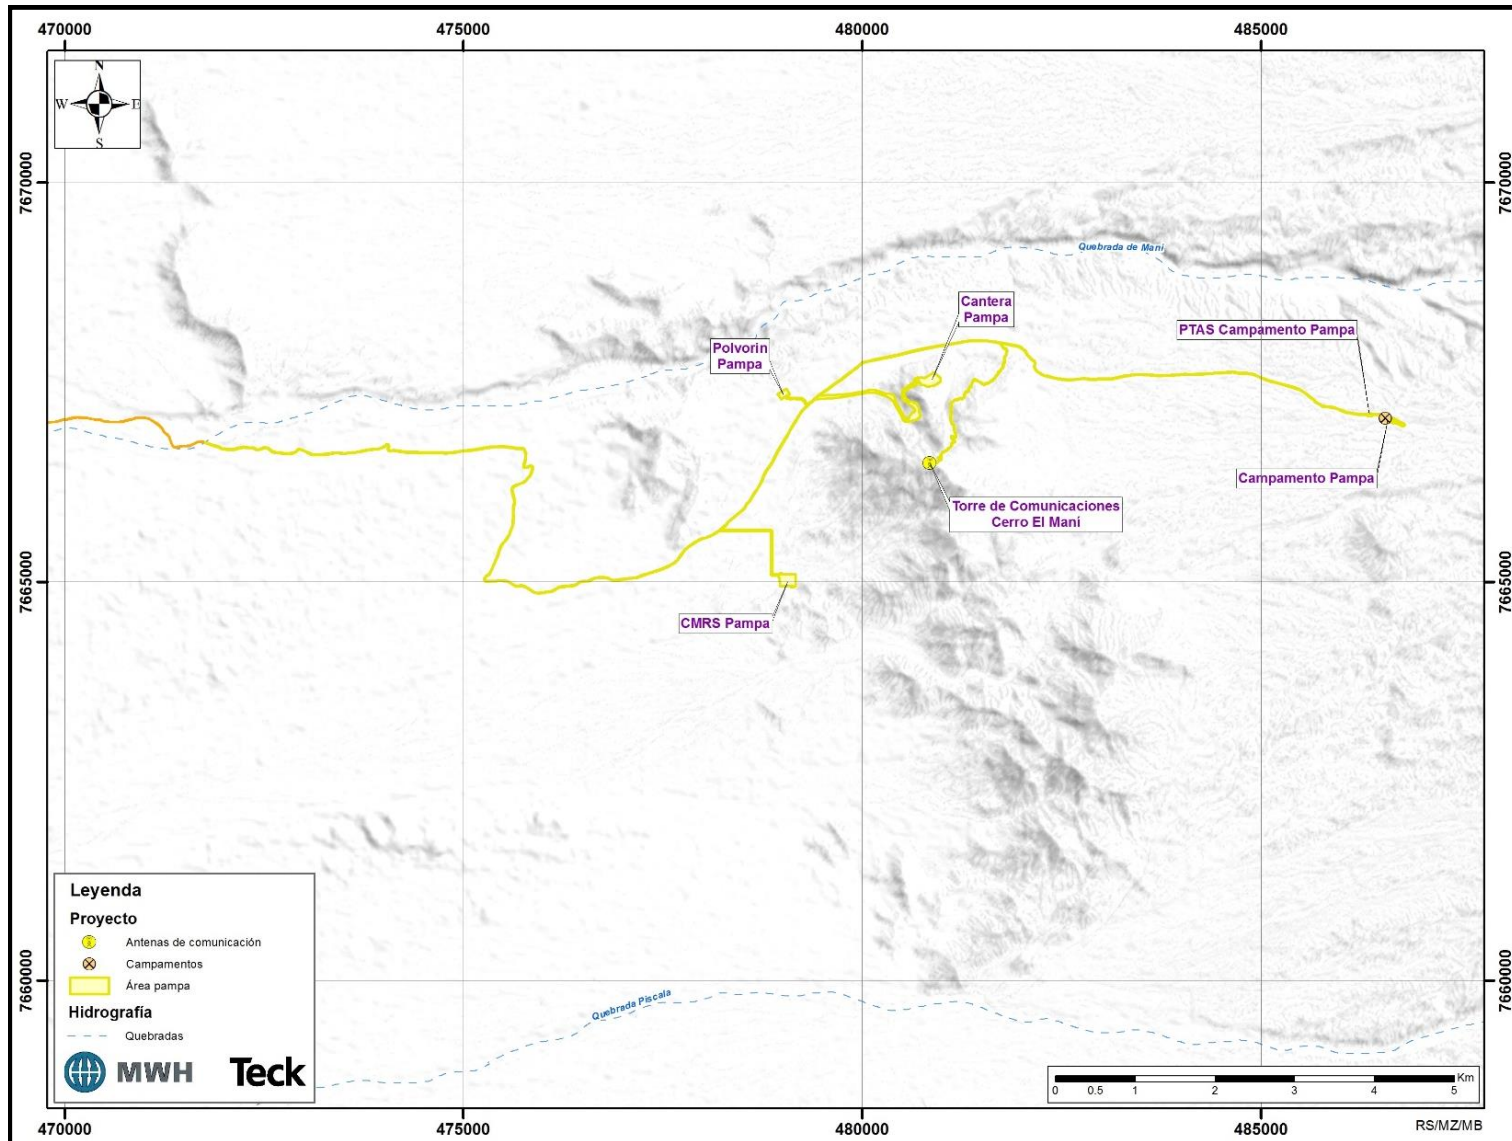 470000
475000
480000
485000
N
W
E
S
7670000
7670000
Quebrada de Mani
Cantera
Pampa
PTAS Campamento Pampa
Polvorin
Pampa
Campamento Pampa
Torre de Comunicaciones
Cerro El Mani
7665000
7665000
CMRS Pampa
Leyenda
Proyecto
Antenas de comunicación
Campamentos
Área pampa
Hidrografía
Quebradas
MWH
Teck
7660000
7660000
Quebrada Piscala
Km
0 0.5 1 2 3 4 5
470000
475000
480000
485000
RS/MZ/MB